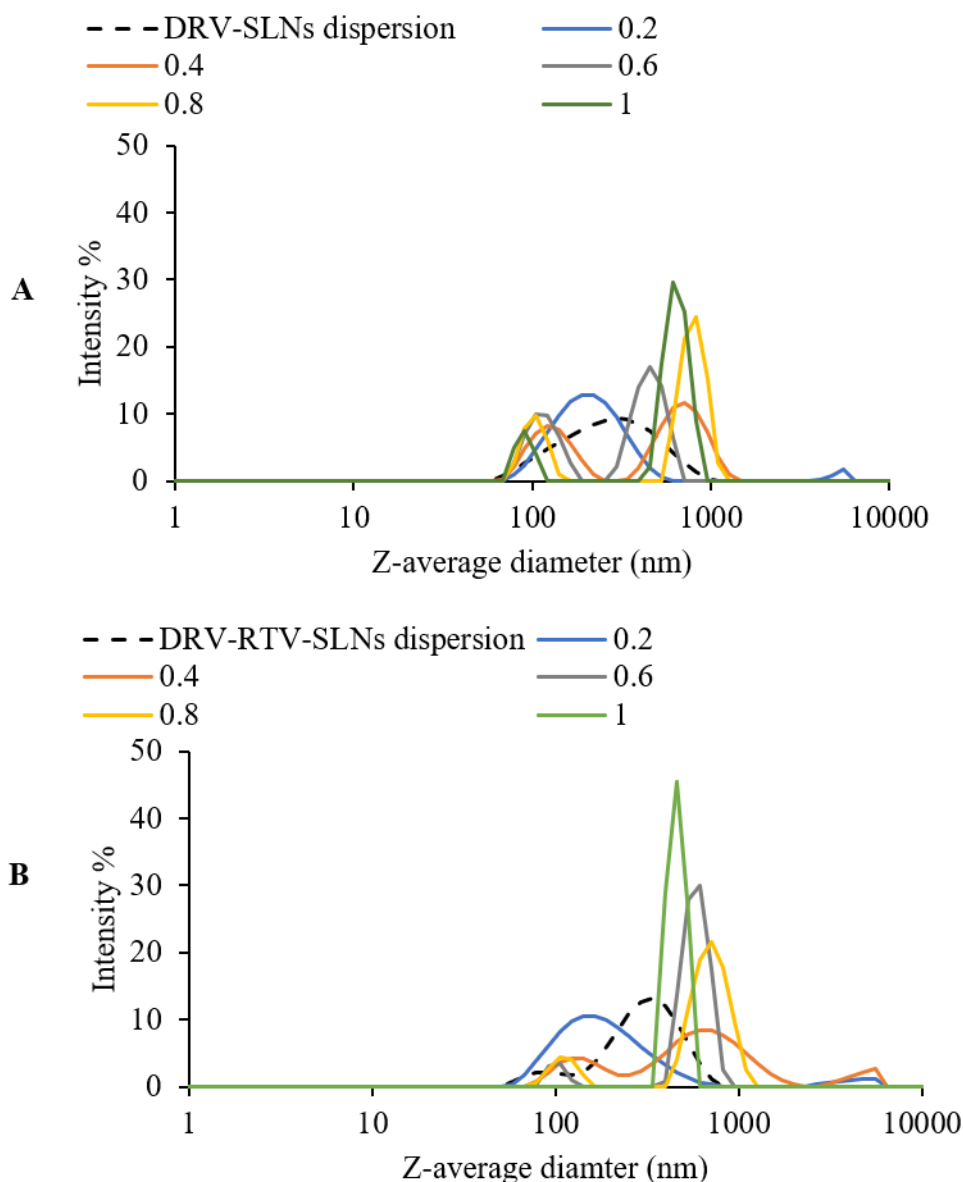 DRV-SLNs dispersion 0.2
0.4 0.6
0.8 1
50
40
30
20
10
0
Intensity %
A
1 10 100 1000 10000
Z-average diameter (nm)
DRV-RTV-SLNs dispersion 0.2
0.4 0.6
0.8 1
50
40
30
20
10
0
Intensity %
B
1 10 100 1000 10000
Z-average diamter (nm)